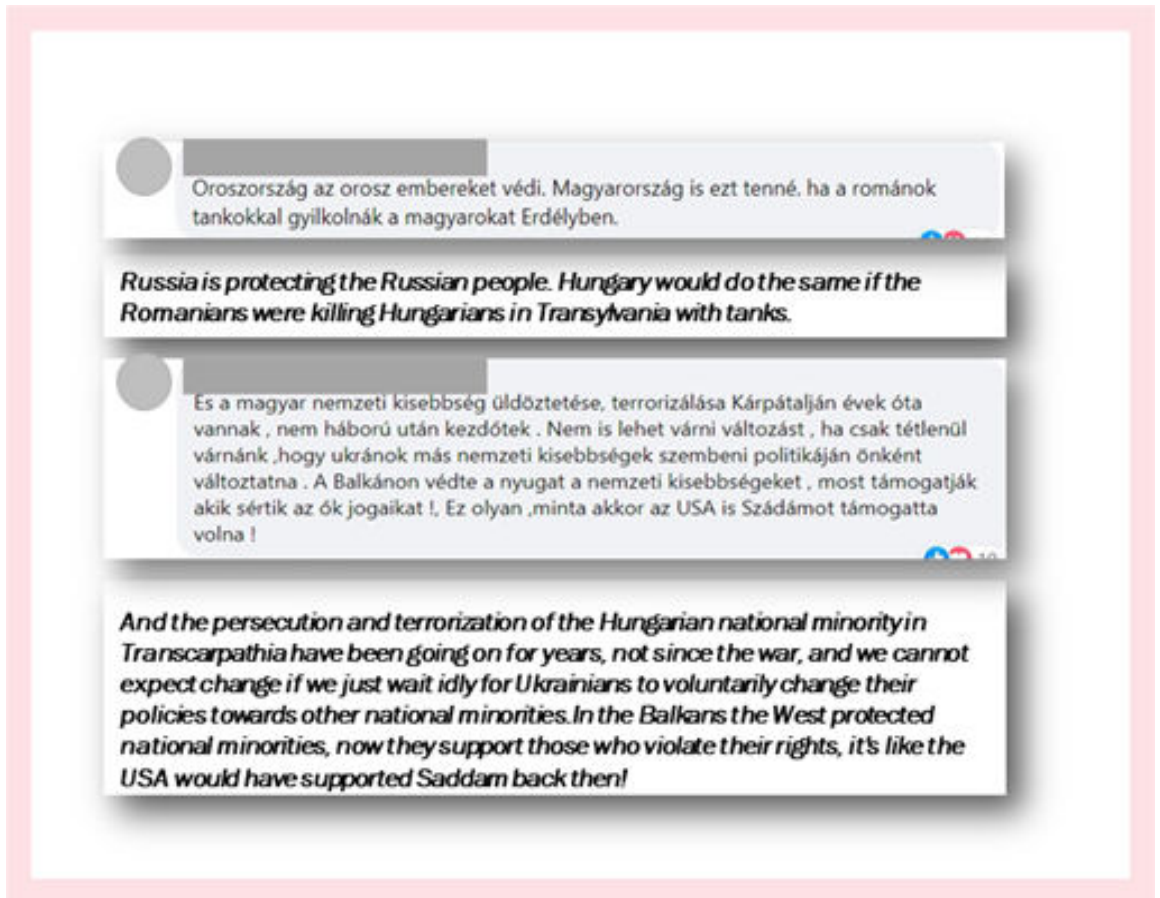 Oroszország az orosz embereket védi. Magyarország is ezt tenné, ha a románok
tankokkal gyilkolnák a magyarokat Erdélyben.
Russia is protecting the Russian people. Hungary would do the same if the
Romanians were killing Hungarians in Transylvania with tanks.
És a magyar nemzeti kisebbség üldöztetése, terrorizálása Kárpátalján évek óta
vannak , nem háború után kezdőtek . Nem is lehet várni változást , ha csak tétlenül
várnánk ,hogy ukránok más nemzeti kisebbségek szembeni politikáján önként
változtatna . A Balkánon védte a nyugat a nemzeti kisebbségeket , most támogatják
akik sértik az ők jogaikat !, Ez olyan ,minta akkor az USA is Szádámot támogatta
volna !
And the persecution and terrorization of the Hungarian national minority in
Transcarpathia have been going on for years, not since the war, and we cannot
expect change if we just wait idly for Ukrainians to voluntarily change their
policies towards other national minorities.In the Balkans the West protected
national minorities, now they support those who violate their rights, it's like the
USA would have supported Saddam back then!